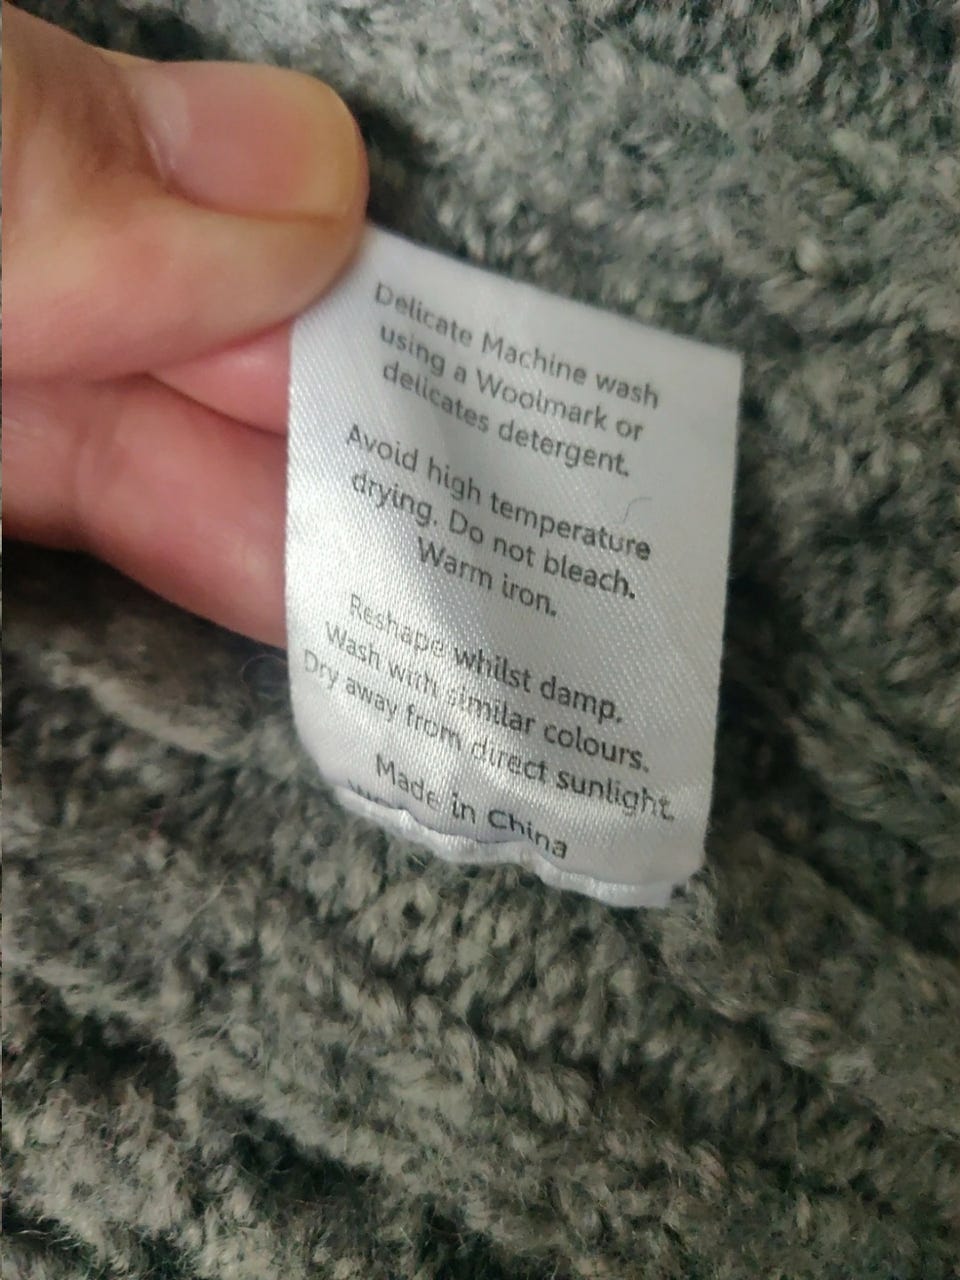 Delicate Machine wash
using a Woolmark or
delicates detergent.
Avoid high temperature
drying. Do not bleach.
Warm iron.
Reshape whilst damp.
Wash with similar colours.
Dry away from direct sunlight.
Made in China